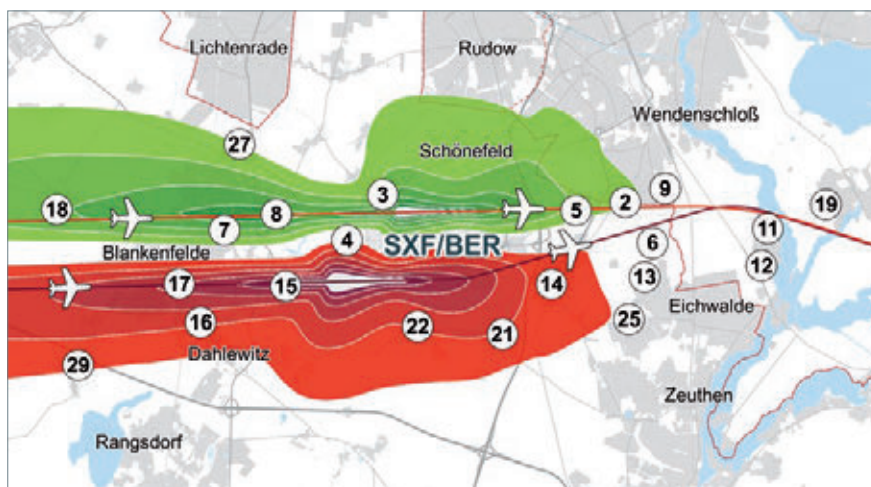 Lichtenrade
Rudow
Wendenschloß
27
Schönefeld
3
9
18
8
5
2
19
7
11
4
SXF/BER
6
Blankenfelde
12
13
17
15
14
Eichwalde
16
22
21
25
Dahlewitz
29
Zeuthen
Rangsdorf